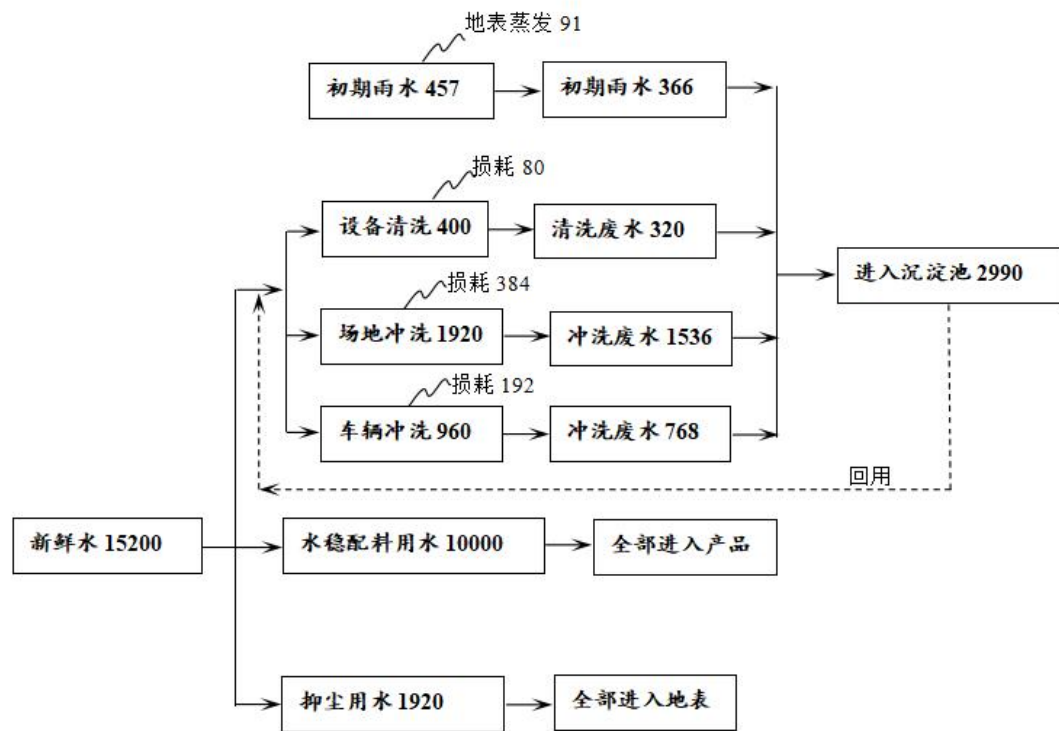 地表蒸发 91
初期雨水 457
初期雨水 366
损耗 80
设备清洗 400
清洗废水 320
进入沉淀池 2990
损耗 384
场地冲洗 1920
冲洗废水 1536
损耗 192
车辆冲洗 960
冲洗废水 768
回用
新鲜水 15200
水稳配料用水 10000
全部进入产品
抑尘用水 1920
全部进入地表